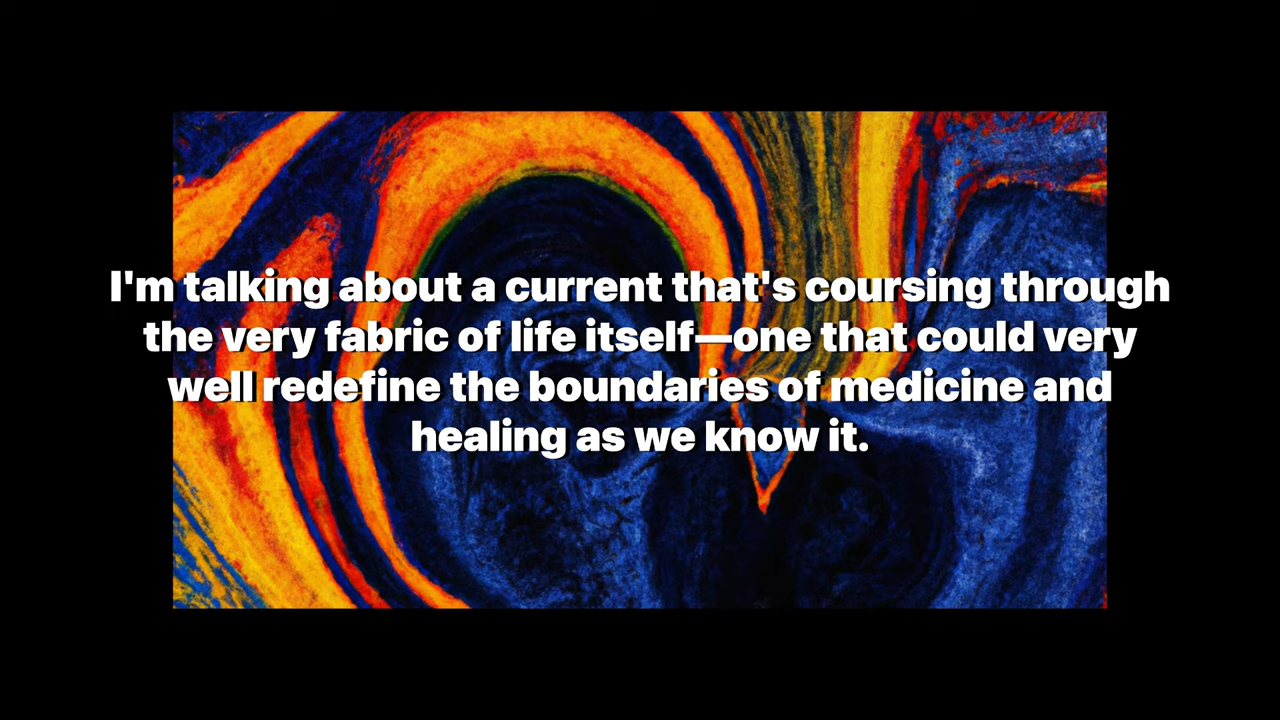 I'm talking about a current that's coursing through
the very fabric of life itself—one that could very
well redefine the boundaries of medicine and
healing as we know it.